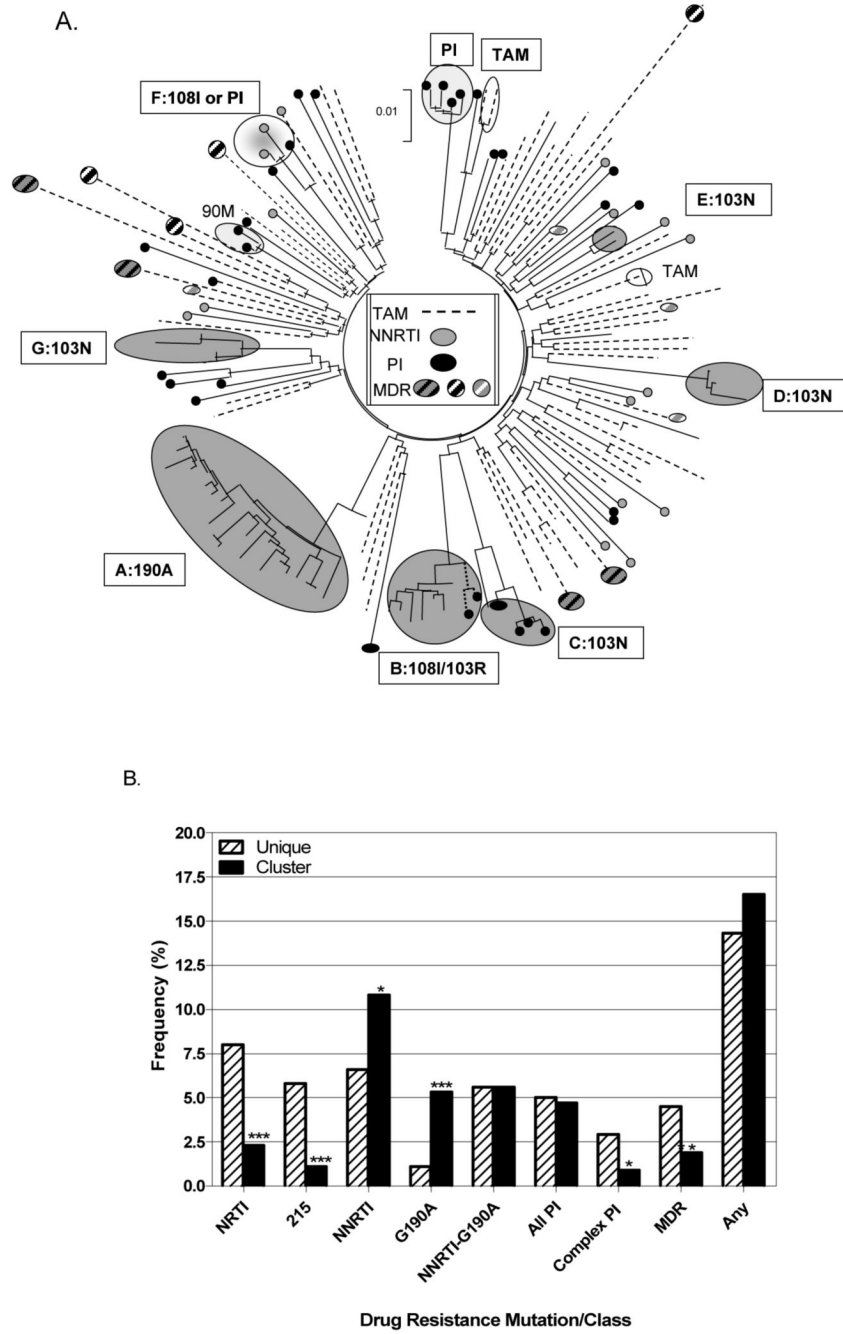 A.
PI
TAM
F:108I or PI
0.01
90M
E:103N
TAM
TAM
NNRTI
PI
MDR
G:103N
D:103N
A:190A
C:103N
B:108I/103R
B.
Unique
Cluster
20.0
17.5
15.0
12.5
10.0
7.5
5.0
2.5
0.0
Frequency (%)
***
***
*
***
*
**
NRTI
215
NNRTI
G190A
NNRTI-G190A
All PI
Complex PI
MDR
Any
Drug Resistance Mutation/Class